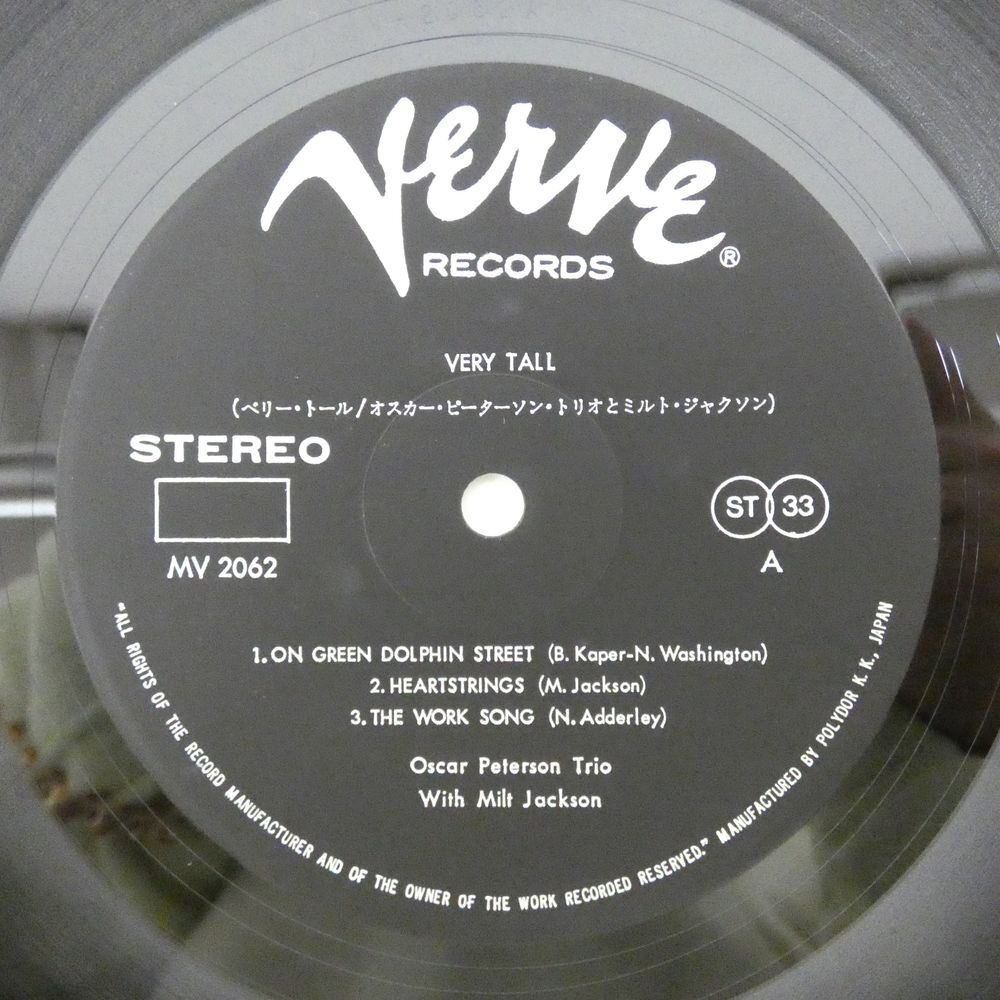 Verve
RECORDS ®
VERY TALL
(ベリー・トール/オスカー・ピーターソン・トリオとミルト・ジャクソン)
STEREO
ST 33
MV 2062
A
1. ON GREEN DOLPHIN STREET (B. Kaper-N. Washington)
2. HEARTSTRINGS (M. Jackson)
3. THE WORK SONG (N. Adderley)
Oscar Peterson Trio
With Milt Jackson
"ALL RIGHTS OF THE RECORD MANUFACTURER AND OF THE OWNER OF THE WORK RECORDED RESERVED." MANUFACTURED BY POLYDOR K. K., JAPAN